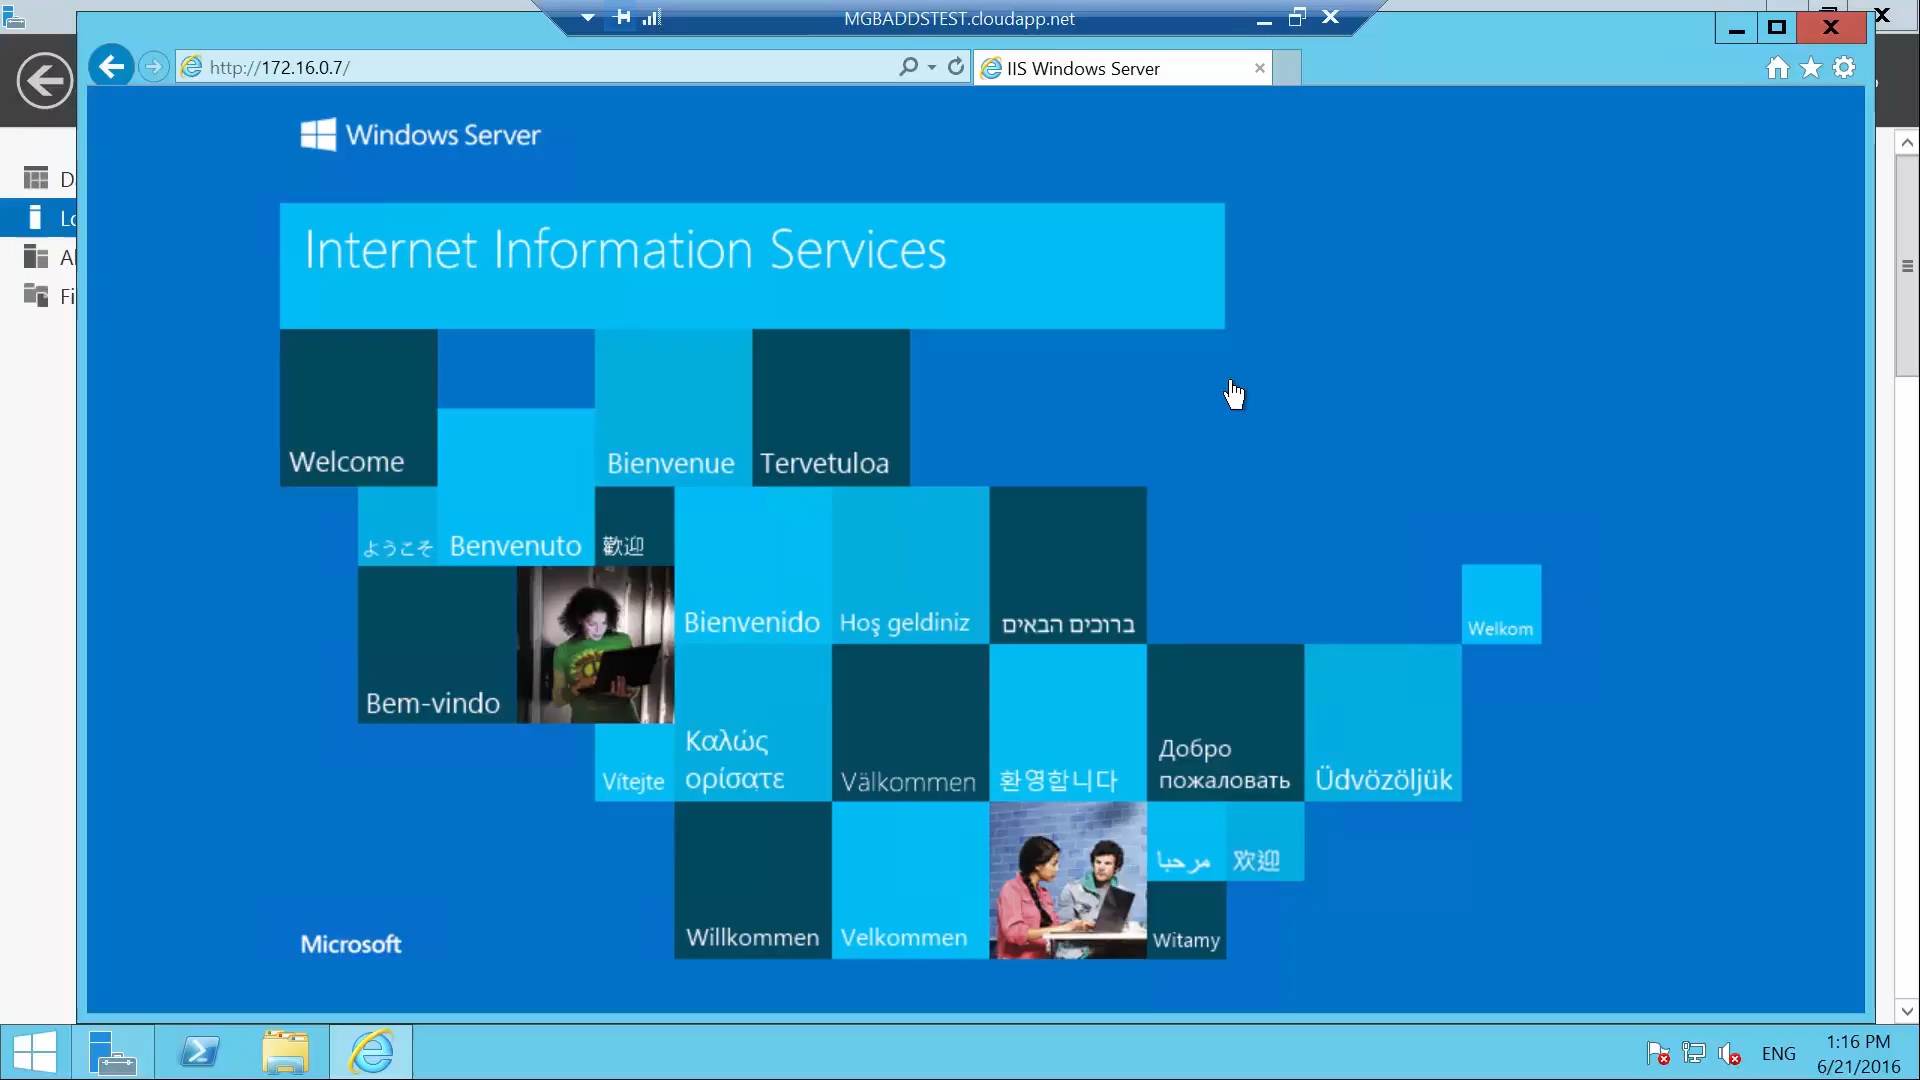 MGBADDSTEST.cloudapp.net
http://172.16.0.7/
IIS Windows Server
Windows Server
Internet Information Services
Welcome
Bienvenue
Tervetuloa
ようこそ
Benvenuto
歡迎
Bienvenido
Hoş geldiniz
ברוכים הבאים
Welkom
Bem-vindo
Vítejte
Καλώς
ορίσατε
Välkommen
환영합니다
Добро
пожаловать
Üdvözöljük
مرحبا
欢迎
Willkommen
Velkommen
Witamy
Microsoft
ENG
1:16 PM
6/21/2016